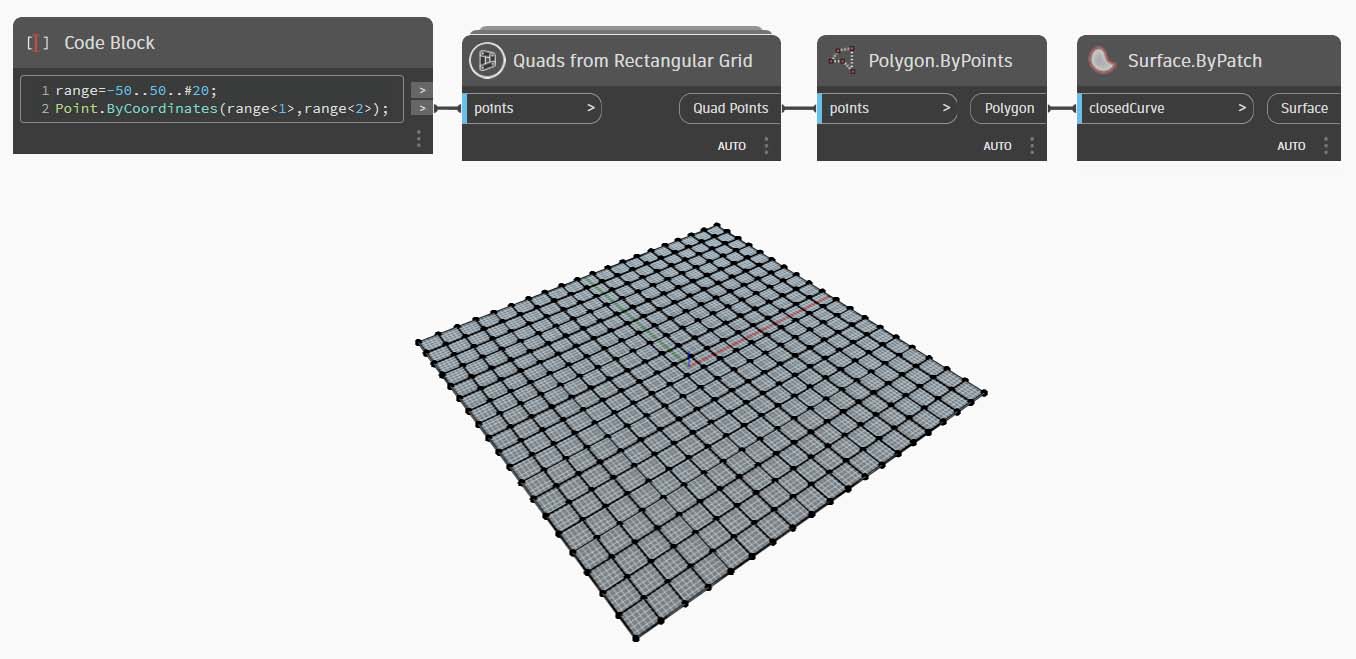 Code Block
1 range=-50..50..#20;
2 Point.ByCoordinates(range<1>,range<2>);
>
>
Quads from Rectangular Grid
points >
Quad Points
AUTO
Polygon.ByPoints
points >
Polygon
AUTO
Surface.ByPatch
closedCurve >
Surface
AUTO